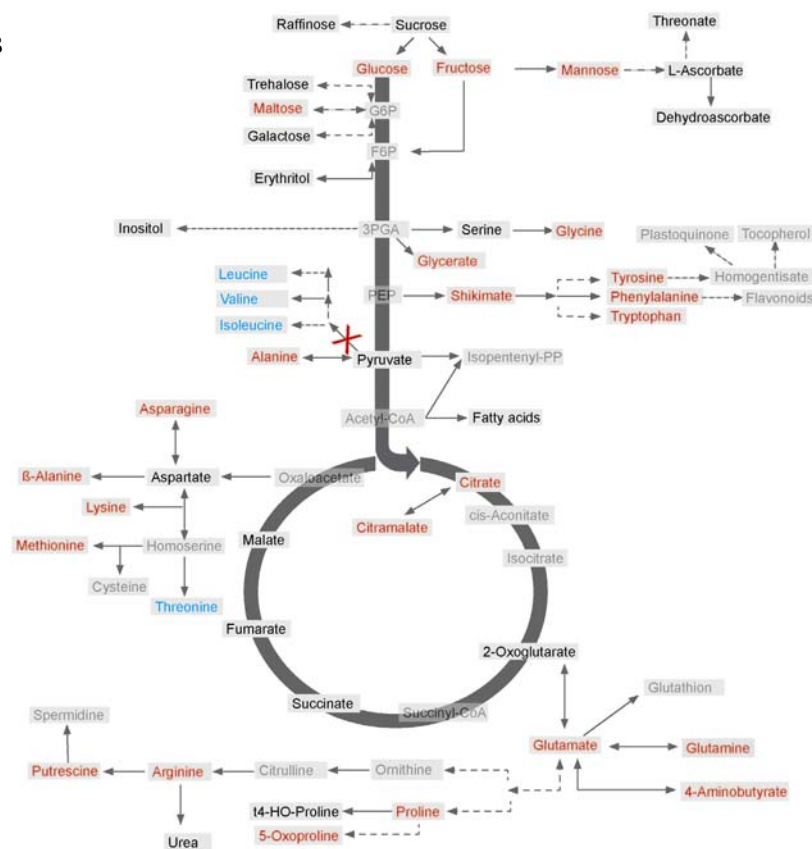 B
Raffinose
Sucrose
Threonate
Glucose
Fructose
Mannose
L-Ascorbate
Trehalose
Maltose
G6P
Galactose
Dehydroascorbate
F6P
Erythritol
Inositol
3PGA
Serine
Glycine
Plastoquinone
Tocopherol
Glycerate
Leucine
Tyrosine
Homogentisate
Valine
PEP
Shikimate
Phenylalanine
Flavonoids
Isoleucine
Tryptophan
Alanine
Pyruvate
Isopentenyl-PP
Asparagine
Acetyl-CoA
Fatty acids
ß-Alanine
Aspartate
Oxaloacetate
Citrate
Lysine
Citramalate
cis-Aconitate
Methionine
Homoserine
Malate
Isocitrate
Cysteine
Threonine
Fumarate
2-Oxoglutarate
Succinate
Succinyl-CoA
Glutathion
Spermidine
Glutamate
Glutamine
Putrescine
Arginine
Citrulline
Ornithine
4-Aminobutyrate
t4-HO-Proline
Proline
5-Oxoproline
Urea